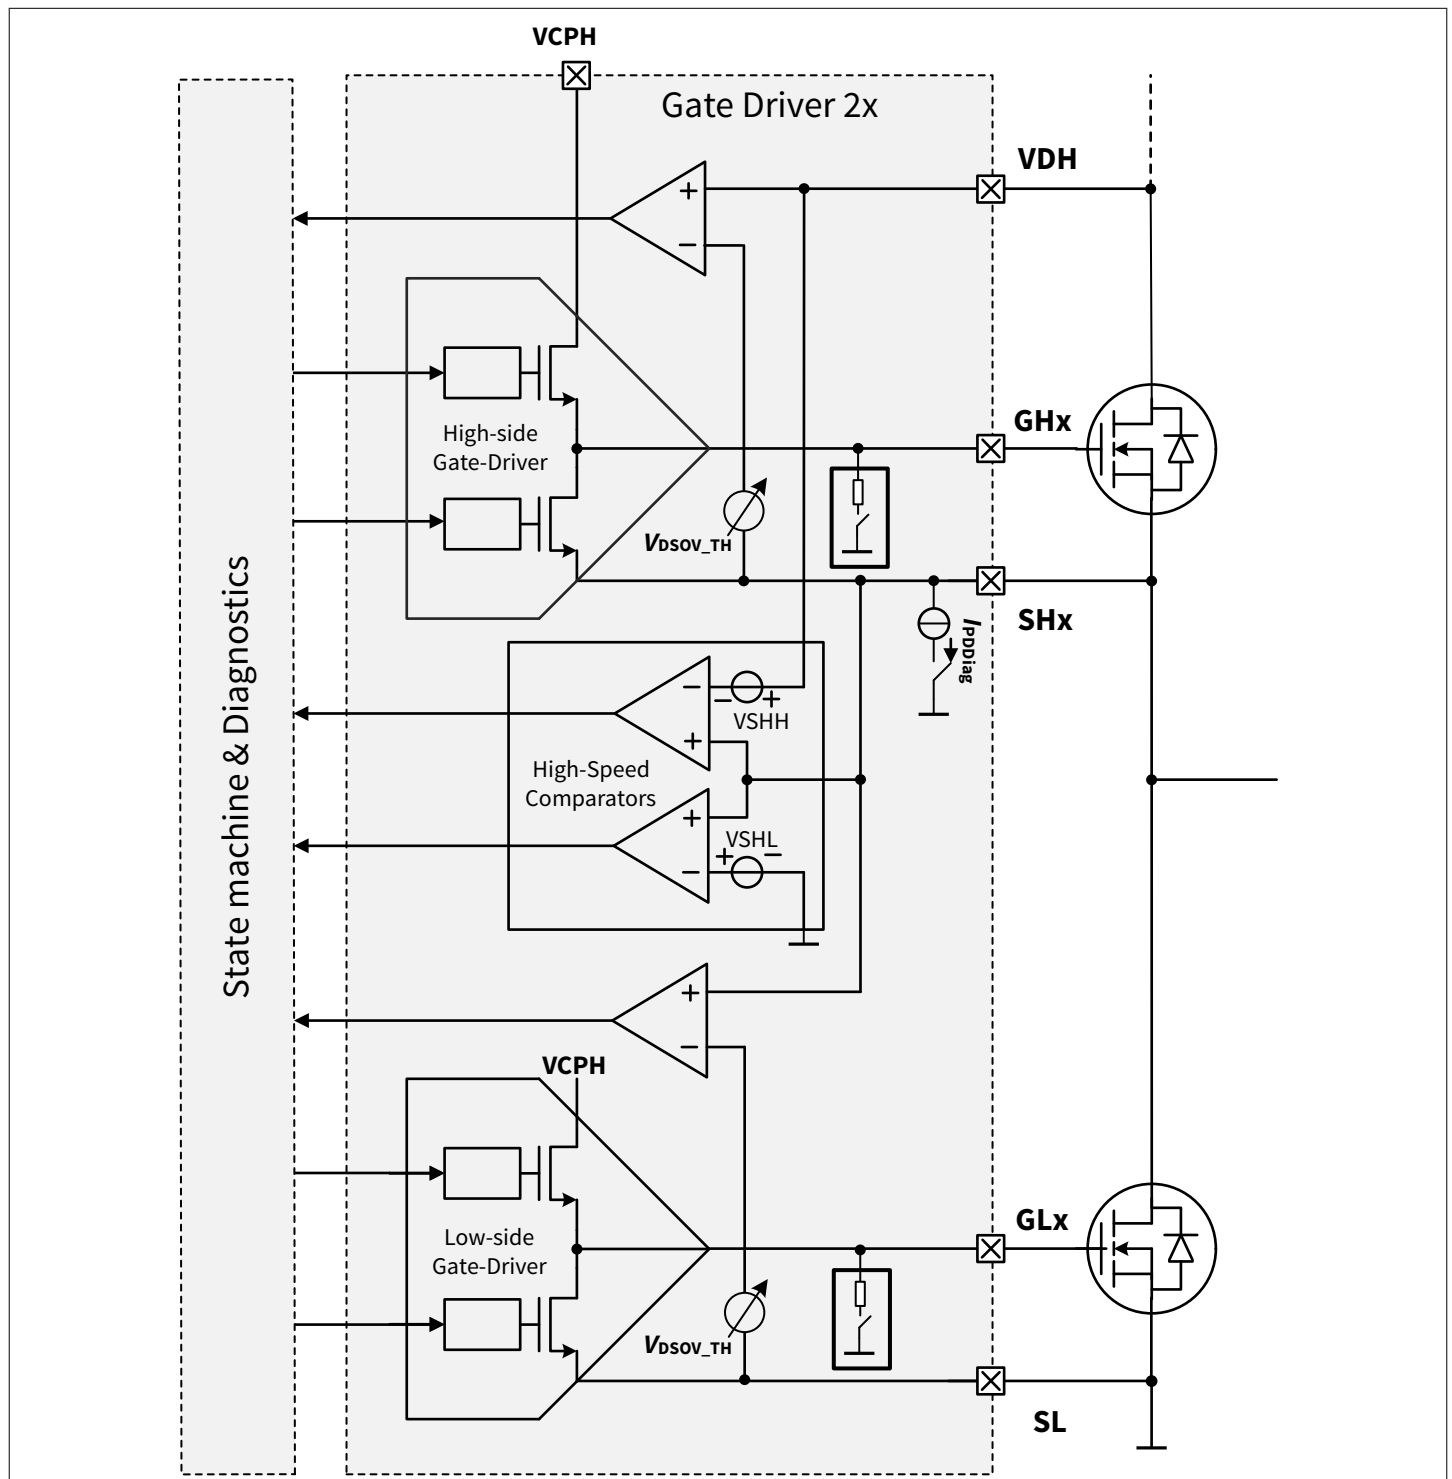 VCPH
Gate Driver 2x
VDH
+
−
GHx
High-side
Gate-Driver
VDSOV_TH
SHx
IPDDiag
State machine & Diagnostics
−
− +
VSHH
+
High-Speed
Comparators
+
VSHL
+ −
−
+
−
VCPH
GLx
Low-side
Gate-Driver
VDSOV_TH
SL